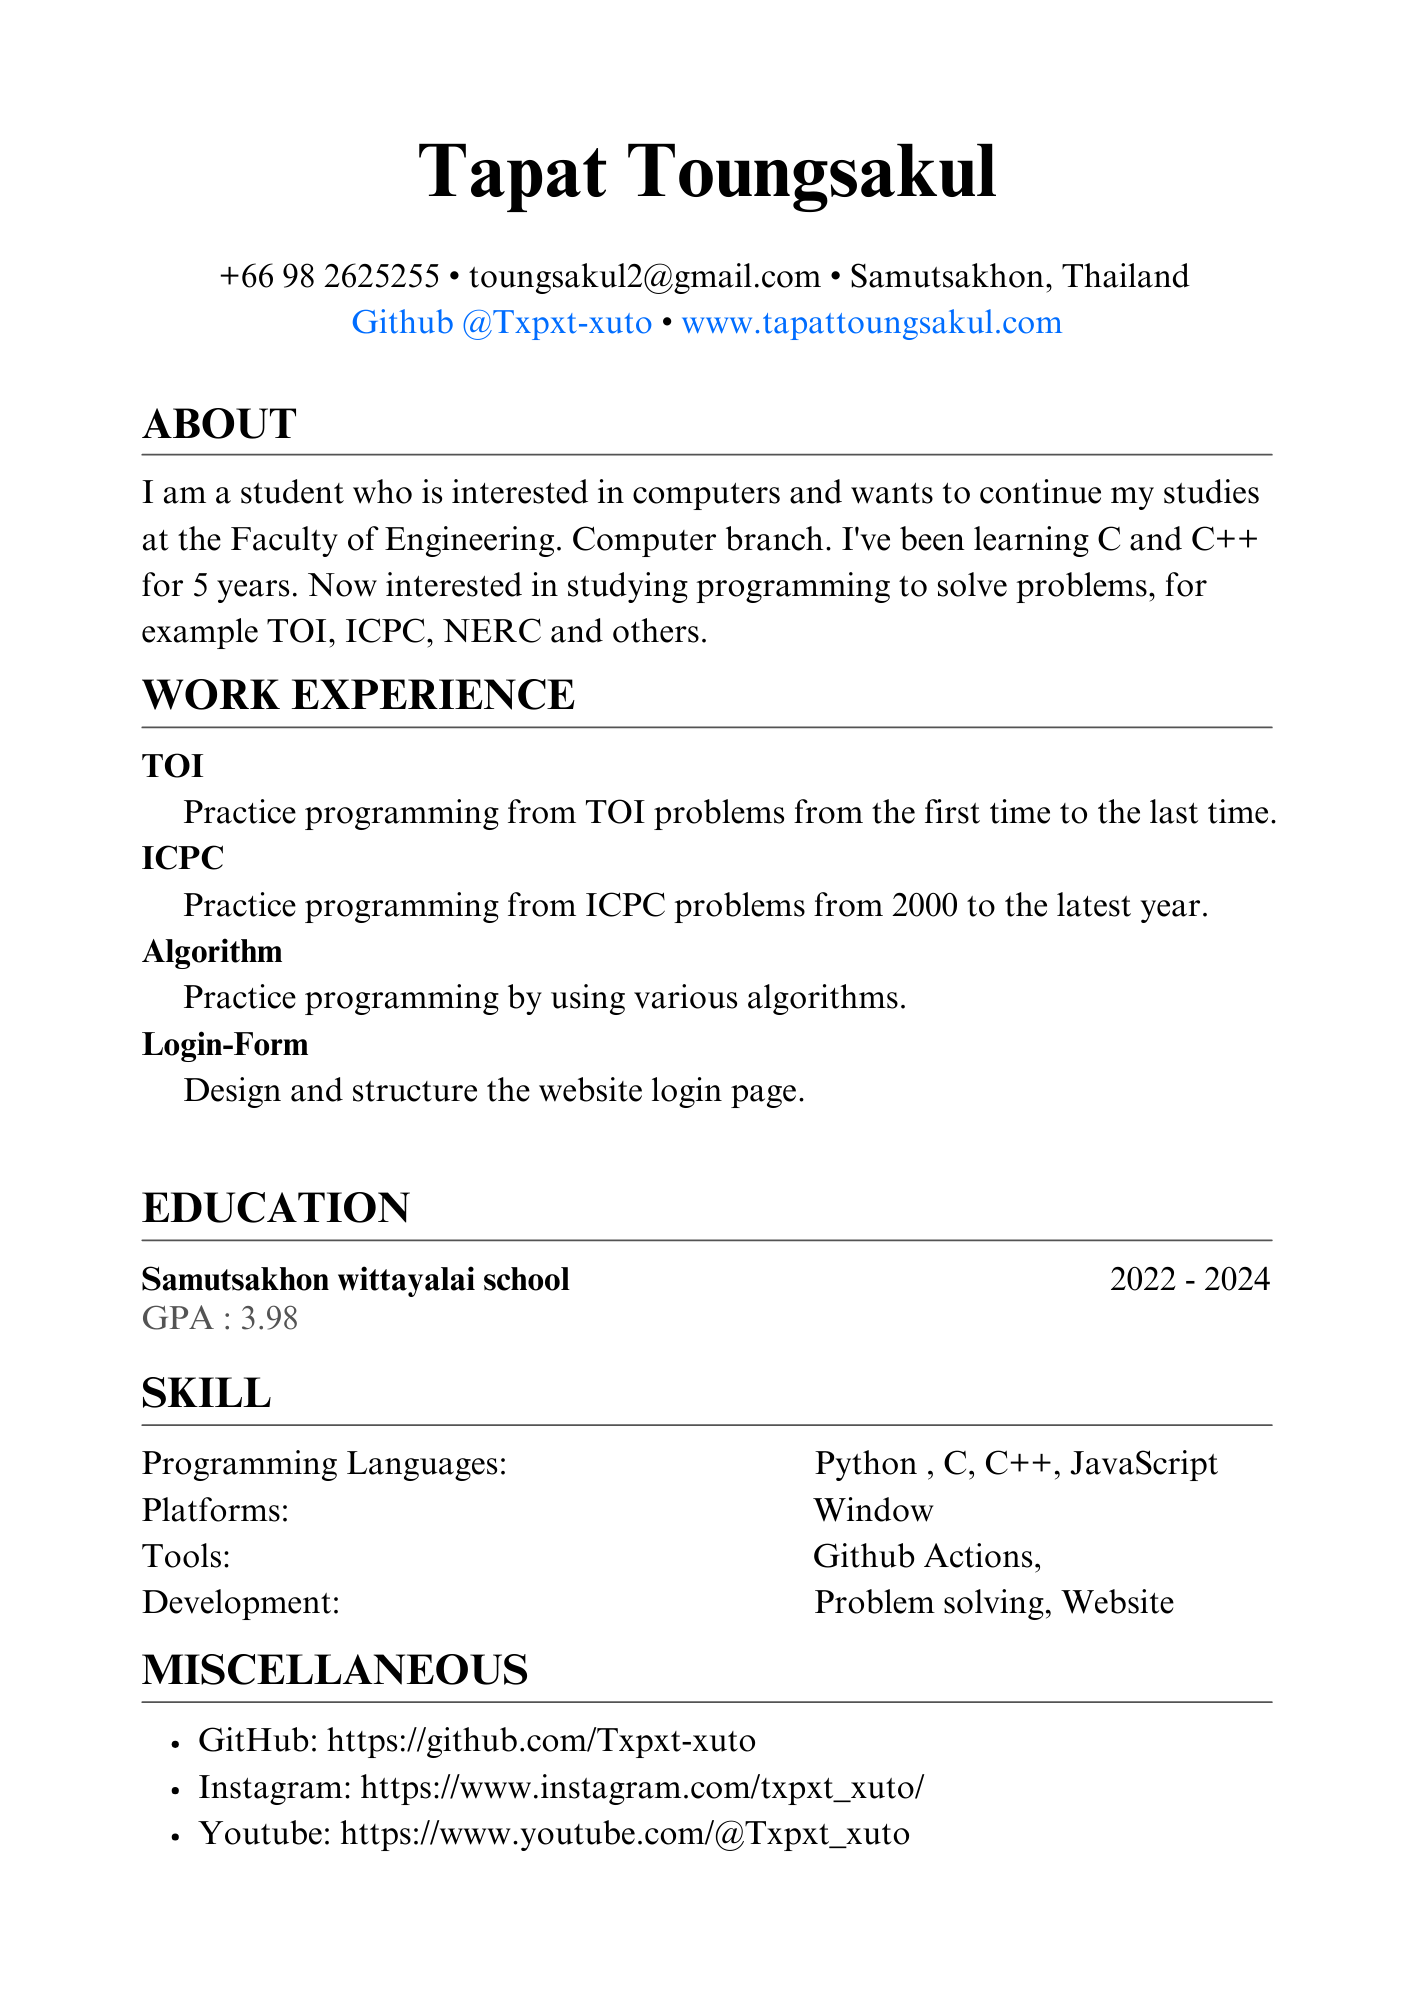 Tapat Toungsakul
+66 98 2625255 • toungsakul2@gmail.com • Samutsakhon, Thailand
Github @Txpxt-xuto • www.tapattoungsakul.com
ABOUT
I am a student who is interested in computers and wants to continue my studies
at the Faculty of Engineering. Computer branch. I've been learning C and C++
for 5 years. Now interested in studying programming to solve problems, for
example TOI, ICPC, NERC and others.
WORK EXPERIENCE
TOI
Practice programming from TOI problems from the first time to the last time.
ICPC
Practice programming from ICPC problems from 2000 to the latest year.
Algorithm
Practice programming by using various algorithms.
Login-Form
Design and structure the website login page.
EDUCATION
Samutsakhon wittayalai school 2022 - 2024
GPA : 3.98
SKILL
Programming Languages: Python , C, C++, JavaScript
Platforms: Window
Tools: Github Actions,
Development: Problem solving, Website
MISCELLANEOUS
• GitHub: https://github.com/Txpxt-xuto
• Instagram: https://www.instagram.com/txpxt_xuto/
• Youtube: https://www.youtube.com/@Txpxt_xuto